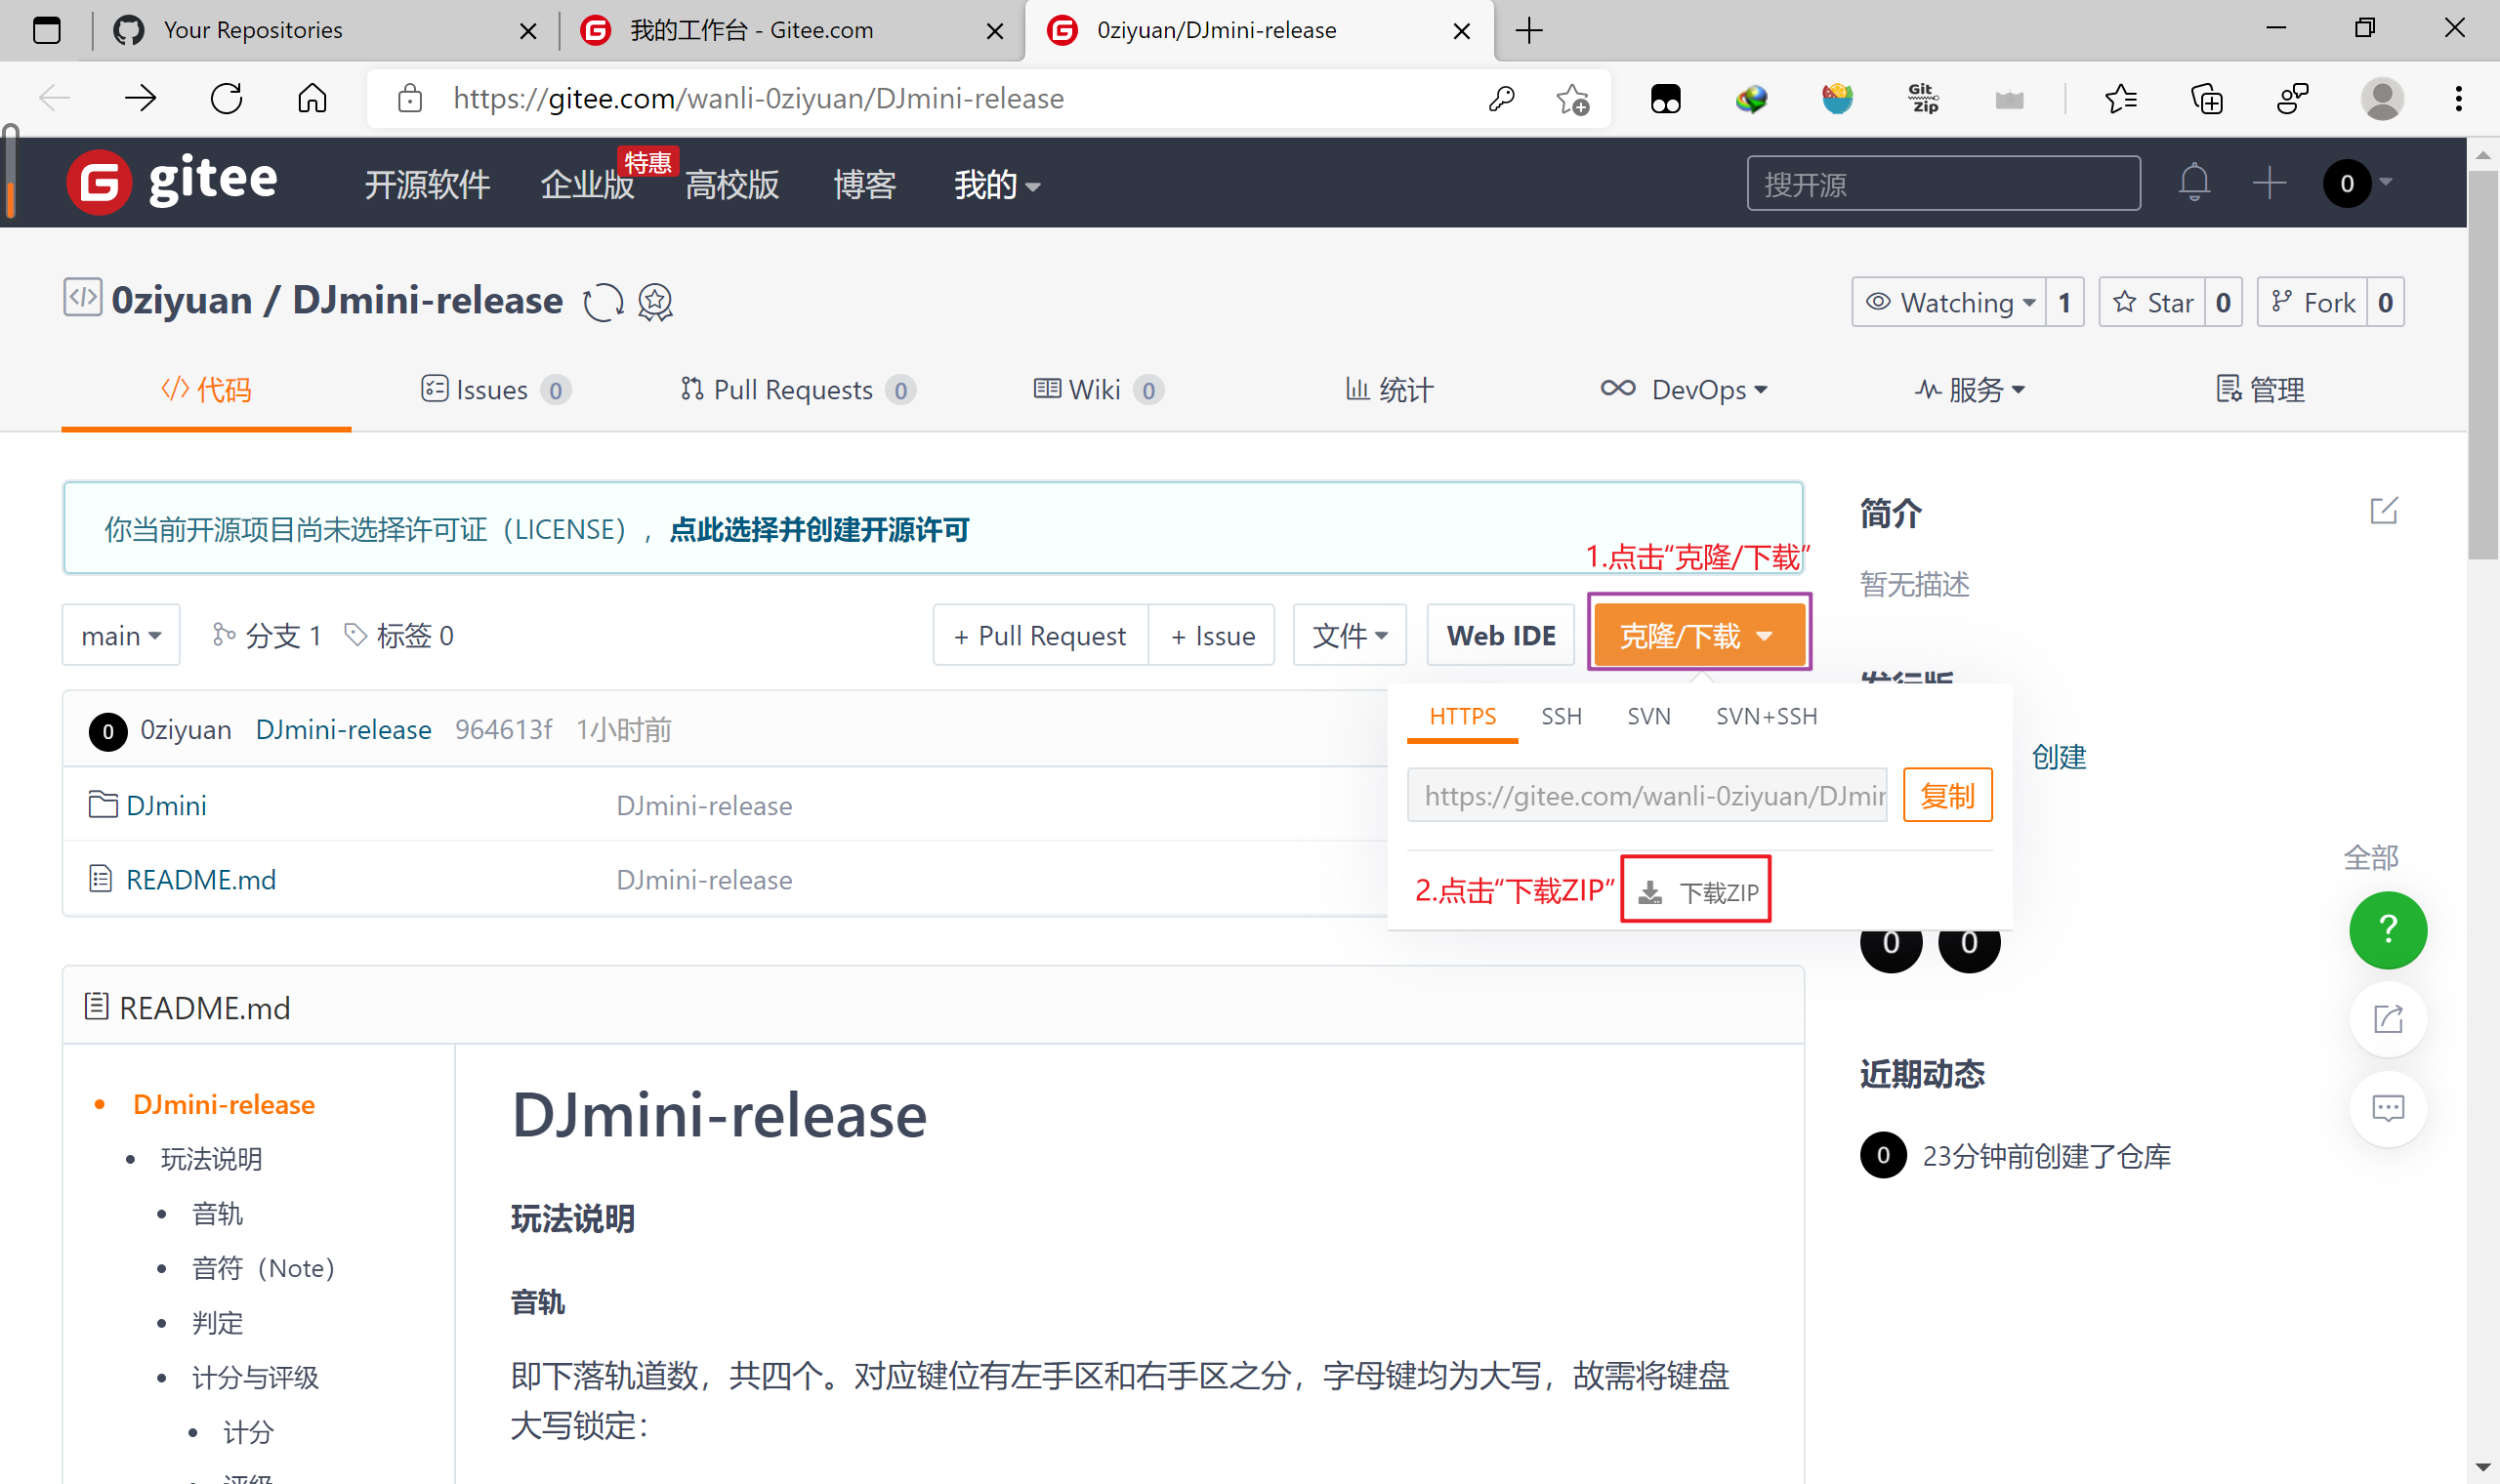 Your Repositories
我的工作台 - Gitee.com
0ziyuan/DJmini-release
https://gitee.com/wanli-0ziyuan/DJmini-release
Git Zip
gitee
开源软件
企业版
特惠
高校版
博客
我的
搜开源
0
0ziyuan / DJmini-release
Watching 1
Star 0
Fork 0
代码
Issues 0
Pull Requests 0
Wiki 0
统计
DevOps
服务
管理
你当前开源项目尚未选择许可证（LICENSE），点此选择并创建开源许可
1.点击“克隆/下载”
简介
暂无描述
main
分支 1
标签 0
+ Pull Request
+ Issue
文件
Web IDE
克隆/下载
发行版
0 0ziyuan DJmini-release 964613f 1小时前
HTTPS SSH SVN SVN+SSH
创建
https://gitee.com/wanli-0ziyuan/DJmin
复制
DJmini DJmini-release
README.md DJmini-release
2.点击“下载ZIP”
下载ZIP
全部
0 0
?
README.md
DJmini-release
玩法说明
音轨
音符（Note）
判定
计分与评级
计分
评级
DJmini-release
玩法说明
音轨
即下落轨道数，共四个。对应键位有左手区和右手区之分，字母键均为大写，故需将键盘
大写锁定：
近期动态
0 23分钟前创建了仓库